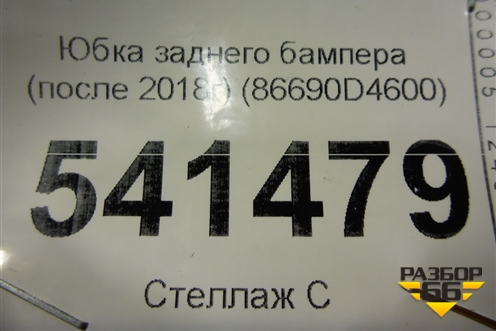 Юбка заднего бампера
(после 2018г) (86690D4600)
541479
Стеллаж С
РАЗБОР
66